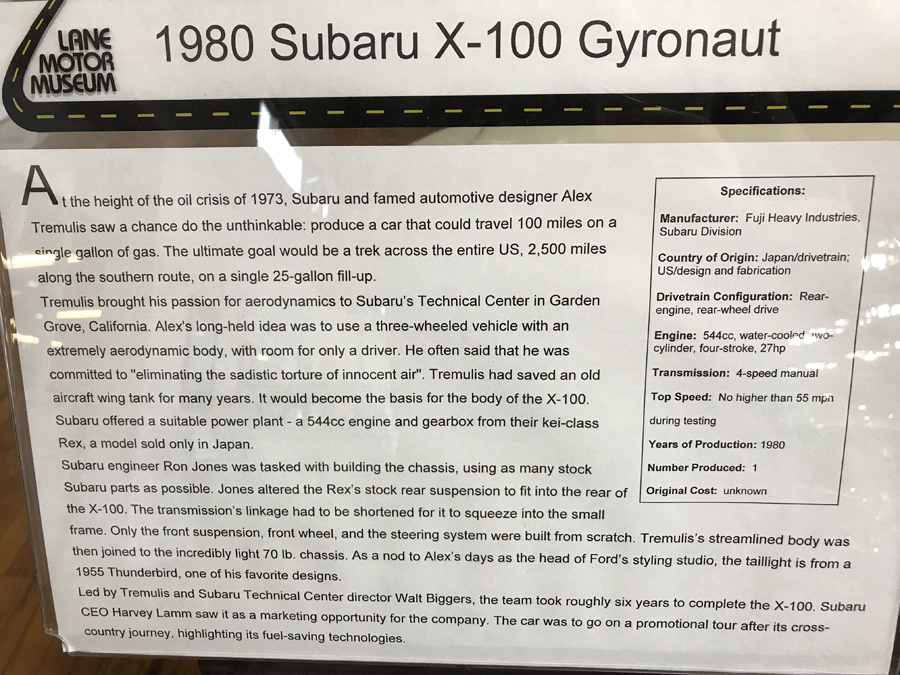 LANE
MOTOR
MUSEUM
1980 Subaru X-100 Gyronaut
At the height of the oil crisis of 1973, Subaru and famed automotive designer Alex
Tremulis saw a chance do the unthinkable: produce a car that could travel 100 miles on a
single gallon of gas. The ultimate goal would be a trek across the entire US, 2,500 miles
along the southern route, on a single 25-gallon fill-up.
Tremulis brought his passion for aerodynamics to Subaru's Technical Center in Garden
Grove, California. Alex's long-held idea was to use a three-wheeled vehicle with an
extremely aerodynamic body, with room for only a driver. He often said that he was
committed to "eliminating the sadistic torture of innocent air". Tremulis had saved an old
aircraft wing tank for many years. It would become the basis for the body of the X-100.
Subaru offered a suitable power plant - a 544cc engine and gearbox from their kei-class
Rex, a model sold only in Japan.
Subaru engineer Ron Jones was tasked with building the chassis, using as many stock
Subaru parts as possible. Jones altered the Rex's stock rear suspension to fit into the rear of
the X-100. The transmission's linkage had to be shortened for it to squeeze into the small
frame. Only the front suspension, front wheel, and the steering system were built from scratch. Tremulis's streamlined body was
then joined to the incredibly light 70 lb. chassis. As a nod to Alex's days as the head of Ford's styling studio, the taillight is from a
1955 Thunderbird, one of his favorite designs.
Led by Tremulis and Subaru Technical Center director Walt Biggers, the team took roughly six years to complete the X-100. Subaru
CEO Harvey Lamm saw it as a marketing opportunity for the company. The car was to go on a promotional tour after its cross-
country journey, highlighting its fuel-saving technologies.
Specifications:
Manufacturer: Fuji Heavy Industries,
Subaru Division
Country of Origin: Japan/drivetrain;
US/design and fabrication
Drivetrain Configuration: Rear-
engine, rear-wheel drive
Engine: 544cc, water-cooled two-
cylinder, four-stroke, 27hp
Transmission: 4-speed manual
Top Speed: No higher than 55 mph
during testing
Years of Production: 1980
Number Produced: 1
Original Cost: unknown